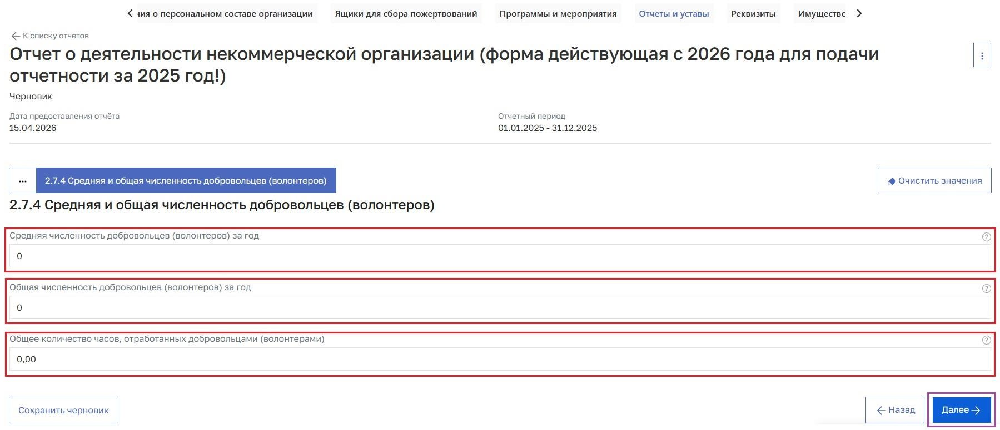 ния о персональном составе организации
Ящики для сбора пожертвований
Программы и мероприятия
Отчеты и уставы
Реквизиты
Имущество
К списку отчетов
Отчет о деятельности некоммерческой организации (форма действующая с 2026 года для подачи
отчетности за 2025 год!)
Черновик
Дата предоставления отчёта
15.04.2026
Отчетный период
01.01.2025 - 31.12.2025
...
2.7.4 Средняя и общая численность добровольцев (волонтеров)
Очистить значения
2.7.4 Средняя и общая численность добровольцев (волонтеров)
Средняя численность добровольцев (волонтеров) за год
?
0
Общая численность добровольцев (волонтеров) за год
?
0
Общее количество часов, отработанных добровольцами (волонтерами)
?
0,00
Сохранить черновик
Назад
Далее